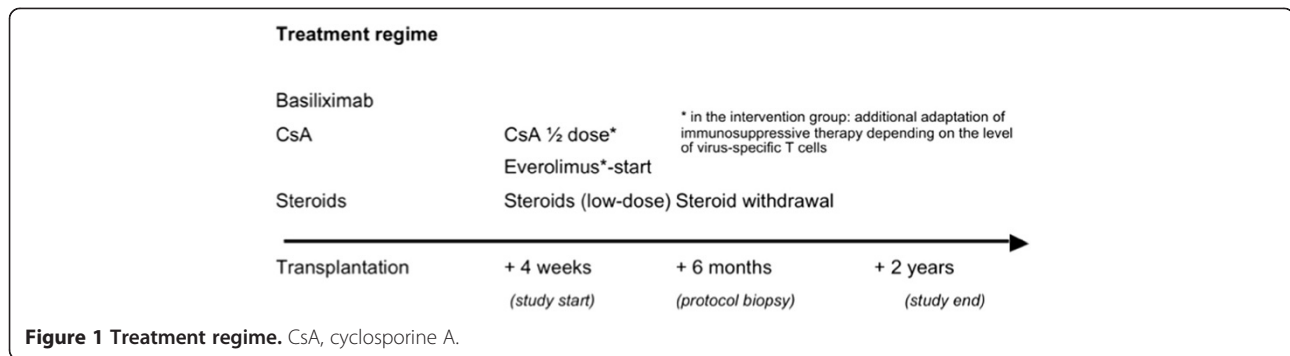 Treatment regime
Basiliximab
CsA
CsA ½ dose*
* in the intervention group: additional adaptation of
immunosuppressive therapy depending on the level
of virus-specific T cells
Everolimus*-start
Steroids
Steroids (low-dose) Steroid withdrawal
Transplantation
+ 4 weeks
+ 6 months
+ 2 years
(study start)
(protocol biopsy)
(study end)
Figure 1 Treatment regime. CsA, cyclosporine A.